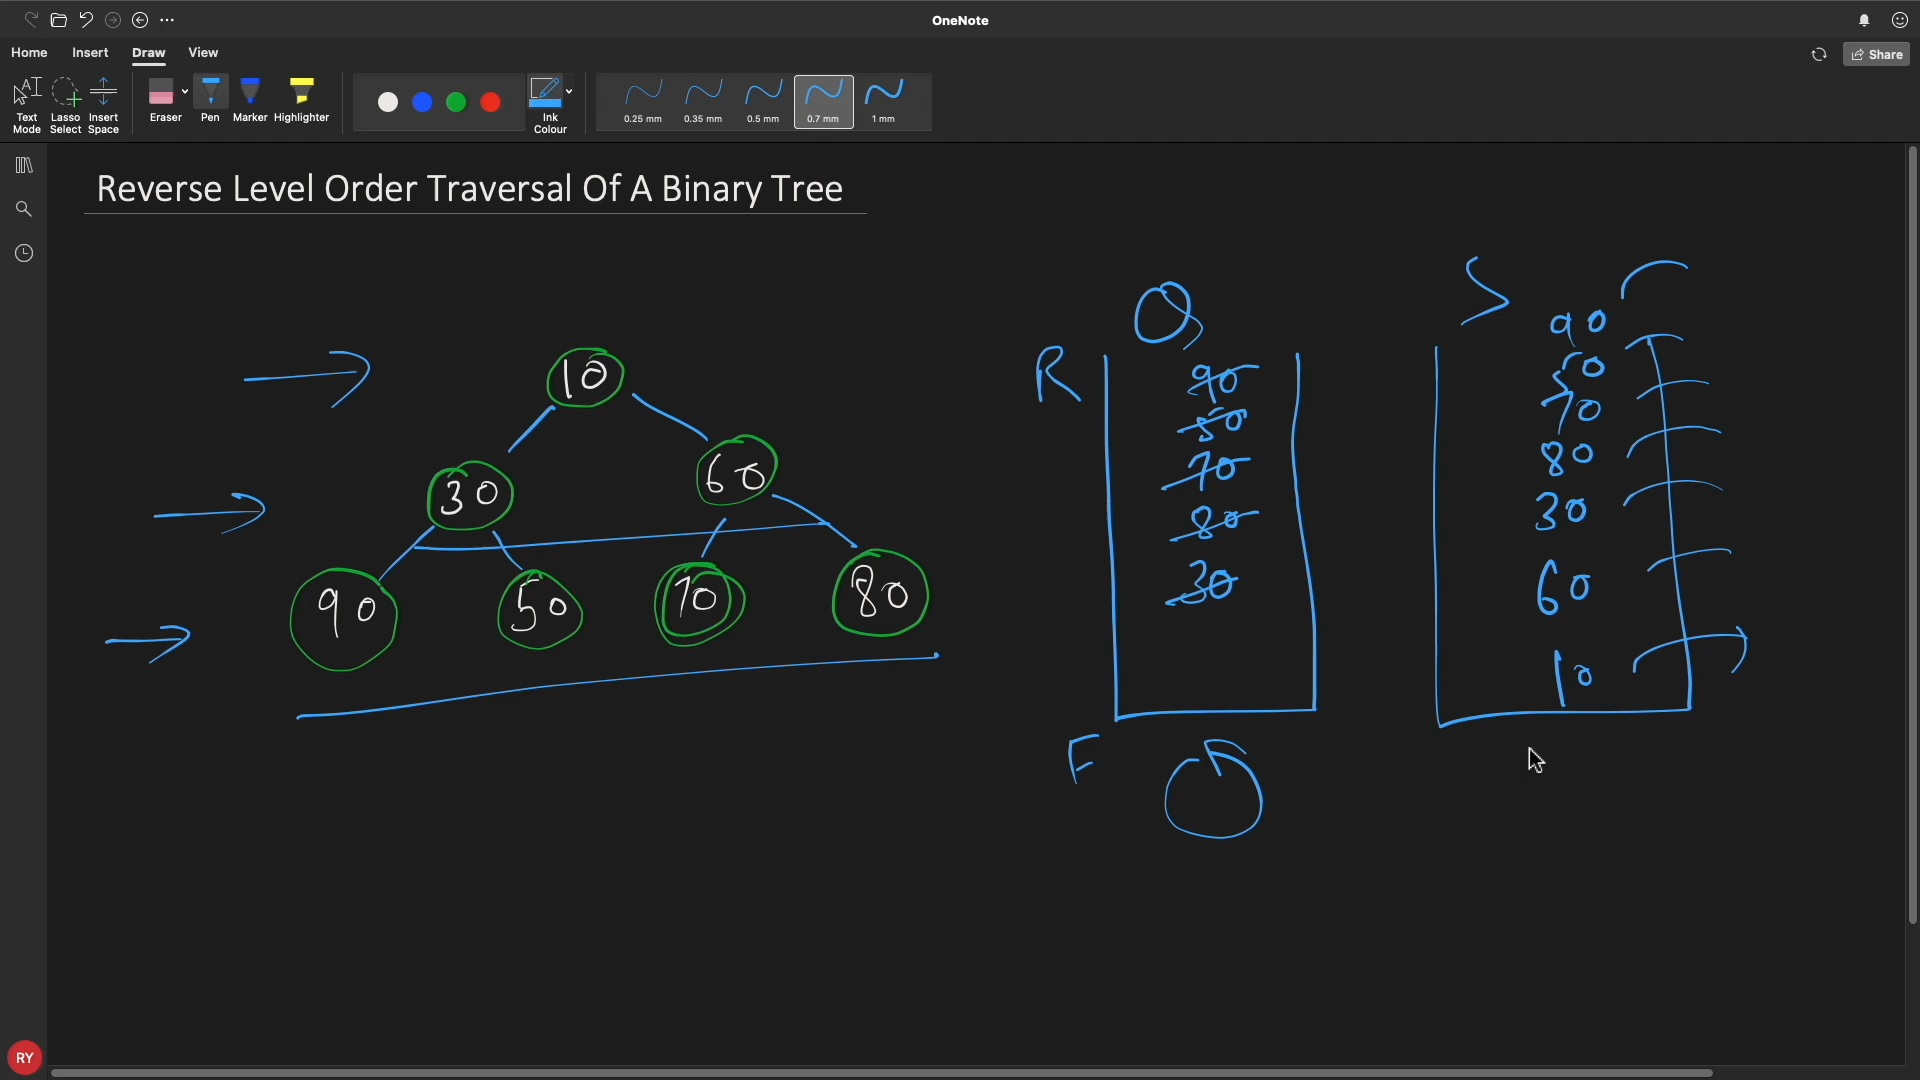 OneNote
Home Insert Draw View
Share
Text Mode
Lasso Select
Insert Space
Eraser
Pen
Marker
Highlighter
Ink Colour
0.25 mm
0.35 mm
0.5 mm
0.7 mm
1 mm
Reverse Level Order Traversal Of A Binary Tree
10
30 60
90 50 70 80
Q
R
90
50
70
80
30
F
S
90
50
70
80
30
60
10
RY